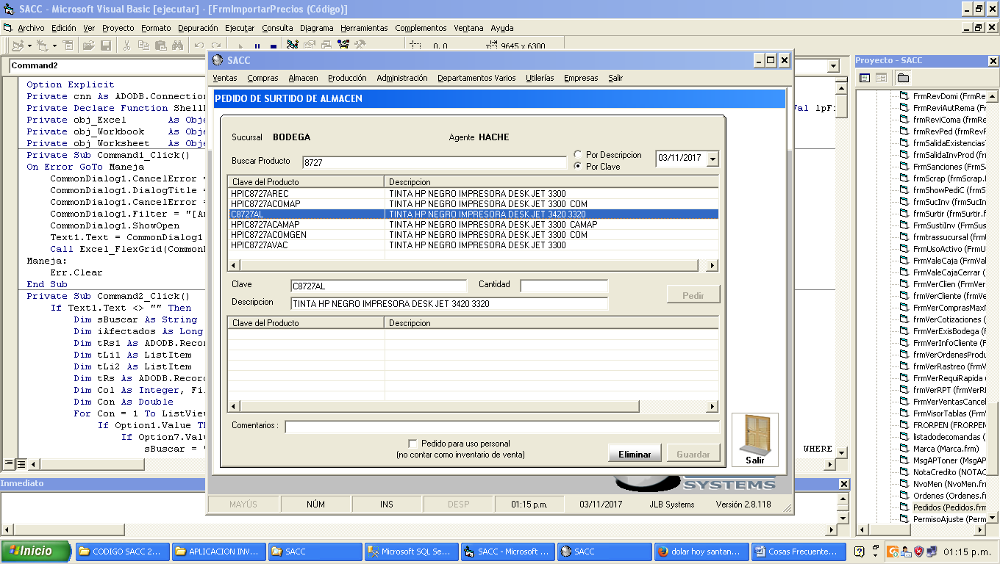 SACC - Microsoft Visual Basic [ejecutar] - [FrmImportarPrecios (Código)]
Archivo Edición Ver Proyecto Formato Depuración Ejecutar Consulta Diagrama Herramientas Complementos Ventana Ayuda
0, 0 9645 x 6300
Command2
Option Explicit
Private cnn As ADODB.Connection
Private Declare Function Shell
Val lpF
Private obj_Excel As Obje
Private obj_Workbook As Obje
Private obj_Worksheet As Obje
Private Sub Command1_Click()
On Error GoTo Maneja
CommonDialog1.CancelError =
CommonDialog1.DialogTitle =
CommonDialog1.CancelError =
CommonDialog1.Filter = "[Ar
CommonDialog1.ShowOpen
Text1.Text = CommonDialog1
Call Excel_FlexGrid(Common
Maneja:
Err.Clear
End Sub
Private Sub Command2_Click()
If Text1.Text <> "" Then
Dim sBuscar As String
Dim iAfectados As Long
Dim tRs1 As ADODB.Recor
Dim tLi1 As ListItem
Dim tLi2 As ListItem
Dim tRs As ADODB.Record
Dim Col As Integer, Fi
Dim Con As Double
For Con = 1 To ListView
If Option1.Value Th
If Option7.Valu
sBuscar = "
WHERE
Inmediato
SACC
Ventas Compras Almacen Producción Administración Departamentos Varios Utilerías Empresas Salir
PEDIDO DE SURTIDO DE ALMACEN
Sucursal BODEGA Agente HACHE
Buscar Producto 8727 Por Descripcion Por Clave 03/11/2017
Clave del Producto Descripcion
HPIC8727AREC TINTA HP NEGRO IMPRESORA DESK JET 3300
HPIC8727ACOMAP TINTA HP NEGRO IMPRESORA DESK JET 3300 COM
C8727AL TINTA HP NEGRO IMPRESORA DESK JET 3420 3320
HPIC8727ACAMAP TINTA HP NEGRO IMPRESORA DESK JET 3300 CAMAP
HPIC8727ACOMGEN TINTA HP NEGRO IMPRESORA DESK JET 3300 COM
HPIC8727AVAC TINTA HP NEGRO IMPRESORA DESK JET 3300
Clave C8727AL Cantidad
Pedir
Descripcion TINTA HP NEGRO IMPRESORA DESK JET 3420 3320
Clave del Producto Descripcion
Comentarios :
Pedido para uso personal
(no contar como inventario de venta)
Eliminar Guardar
Salir
SYSTEMS
MAYÚS NÚM INS DESP 01:15 p.m. 03/11/2017 JLB Systems Versión 2.8.118
Proyecto - SACC
FrmRevDomi (FrmRe
FrmReviAutRema (Fr
frmReviComa (frmRe
frmRevPed (frmRevP
frmSalidaExistencias
frmSalidaInvProd (fr
FrmSanciones (FrmS
frmScrap (frmScrap.
frmShowPediC (frmS
frmSucInv (frmSucIn
frmSurtir (frmSurtir.f
FrmSustiInv (FrmSu
frmtrassucursal (frm
FrmUsoActivo (FrmU
FrmValeCaja (FrmVal
FrmValeCajaCerrar (
FrmVerClien (FrmVer
FrmVerCliente (FrmV
frmVerComprasMaxM
frmVerCotizaciones (
FrmVerExisBodega (
FrmVerInfoCliente (F
frmVerOrdenesProdu
frmVerRastreo (frmV
FrmVerRequiRapida
frmVerRPT (frmVerRF
FrmVerVentasCancel
FrmVisorTablas (Frm
FRORPEN (FRORPEN
listadodecomandas (
Marca (Marca.frm)
MsgAPToner (MsgAP
NotaCredito (NOTAC
NvoMen (NvoMen.frn
Ordenes (Ordenes.f
Pedidos (Pedidos.frm
PermisoAjuste (Perm
Inicio CODIGO SACC 2... APLICACION INV... SACC Microsoft SQL Se... SACC - Microsoft ... SACC dolar hoy santan... Cosas Frecuente... 01:15 p.m.